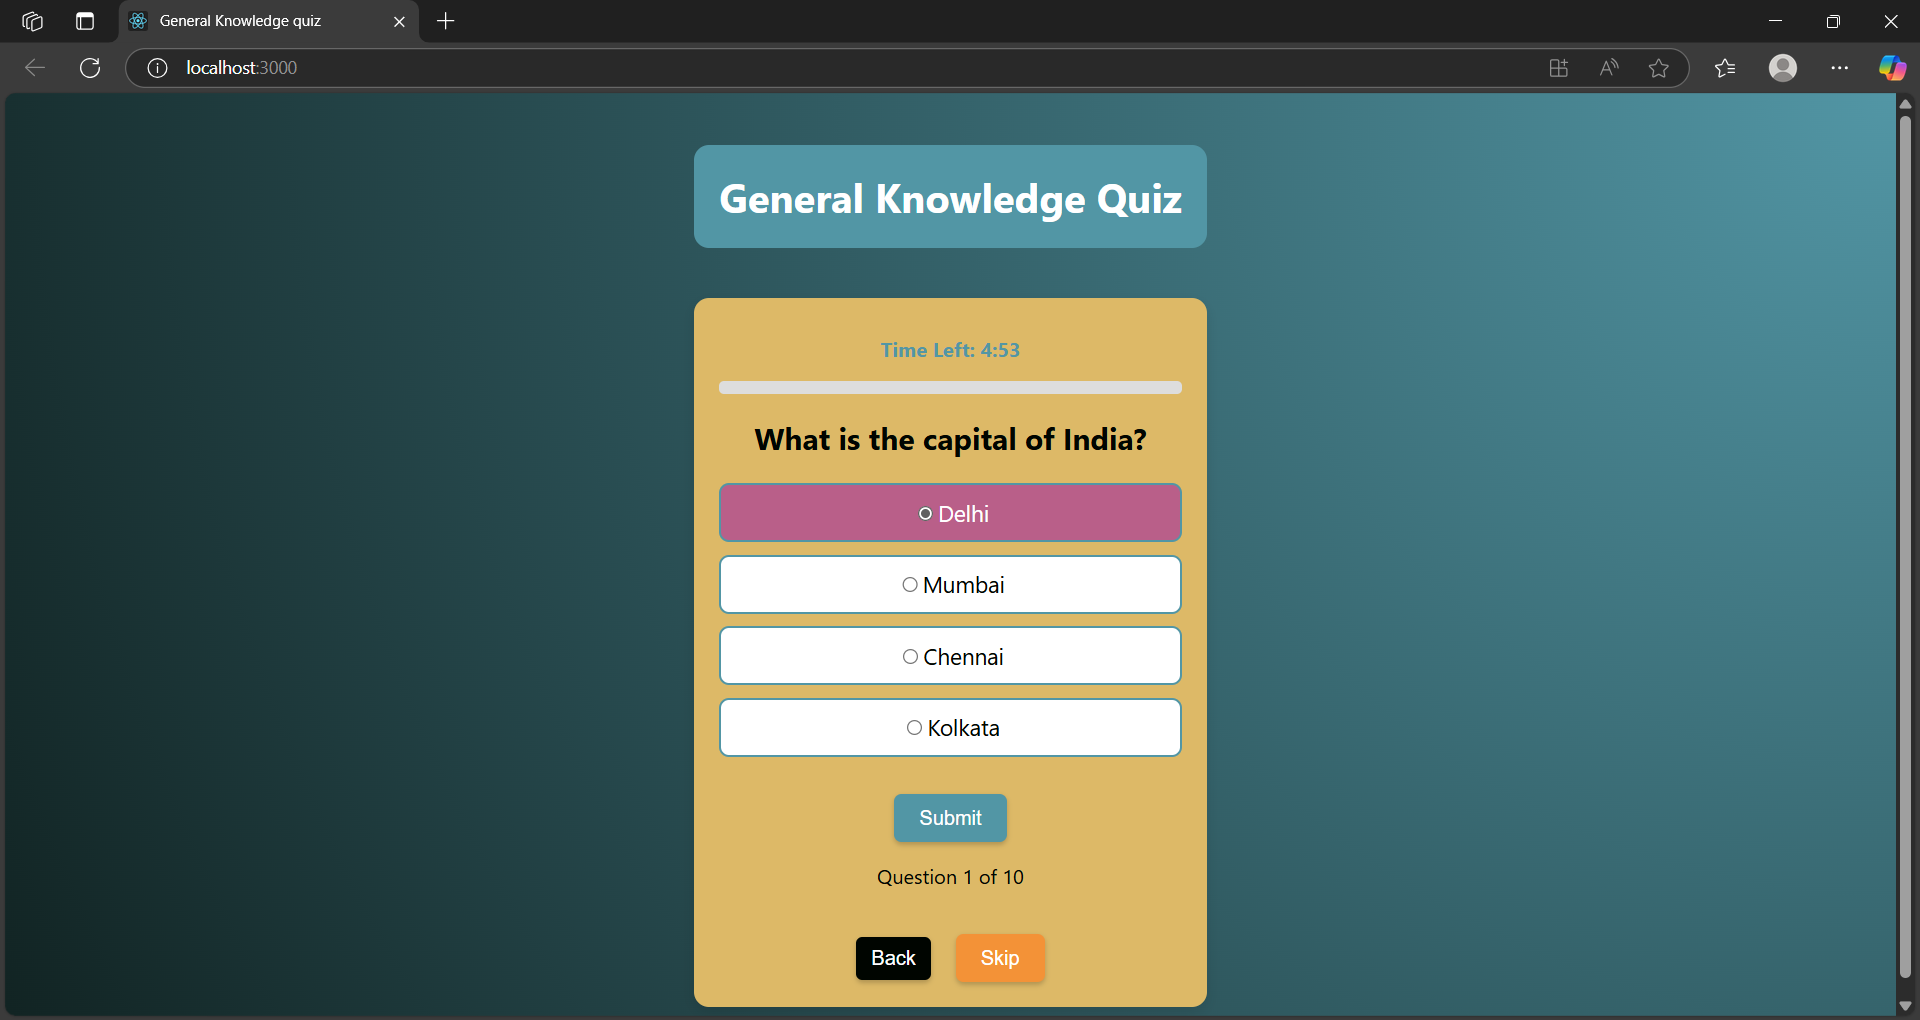 General Knowledge quiz
localhost:3000
General Knowledge Quiz
Time Left: 4:53
What is the capital of India?
Delhi
Mumbai
Chennai
Kolkata
Submit
Question 1 of 10
Back Skip